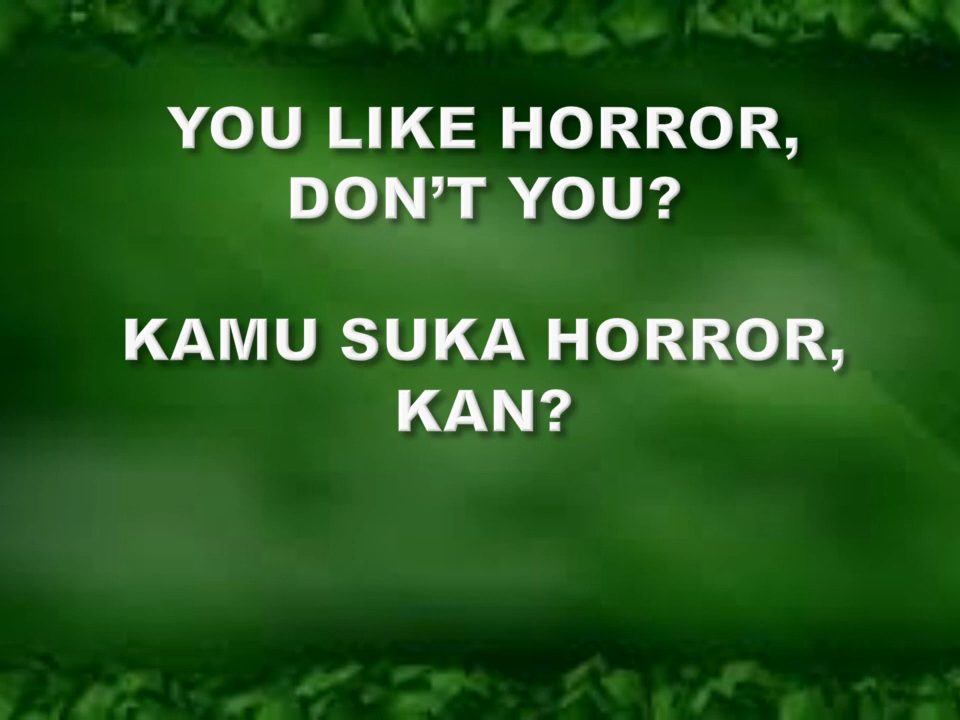 YOU LIKE HORROR,
DON’T YOU?
KAMU SUKA HORROR,
KAN?